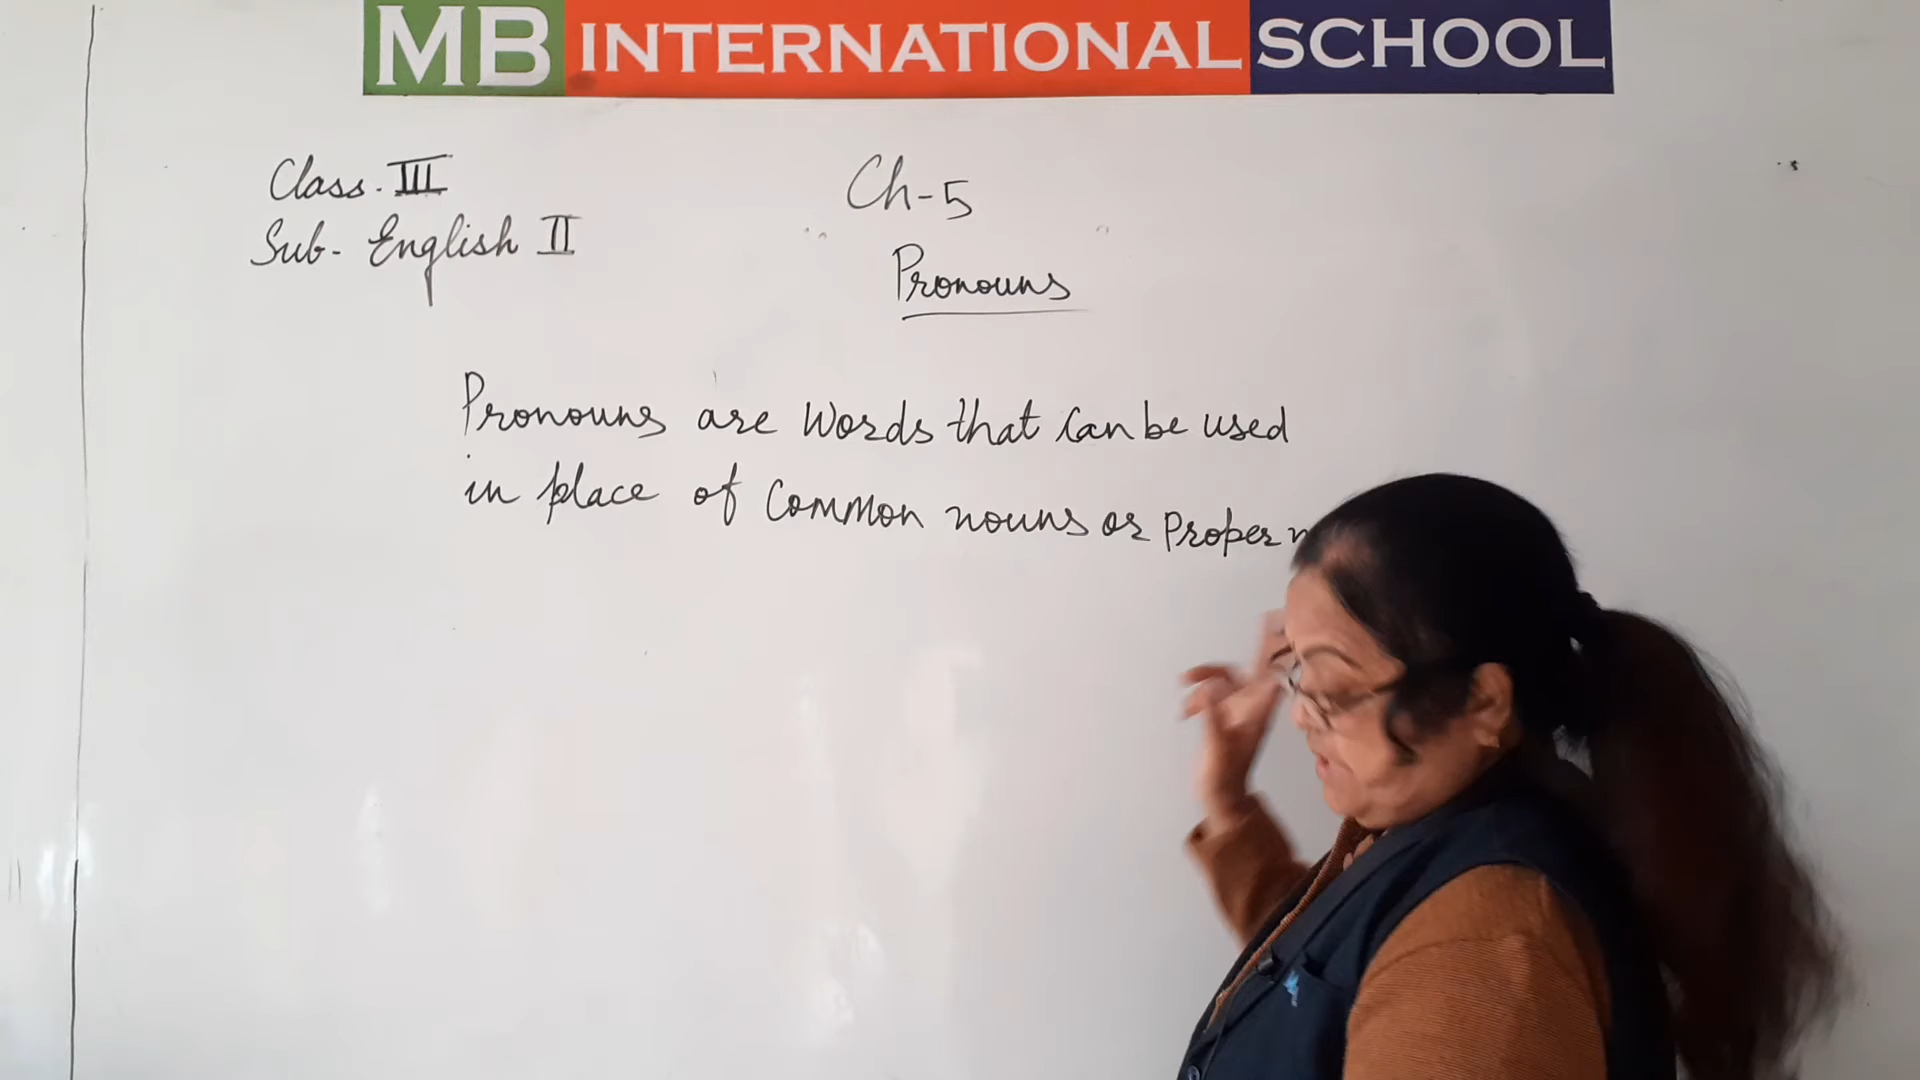 MB INTERNATIONAL SCHOOL
Class. III
Sub- English II
Ch-5
Pronouns
Pronouns are words that can be used
in place of Common nouns or proper